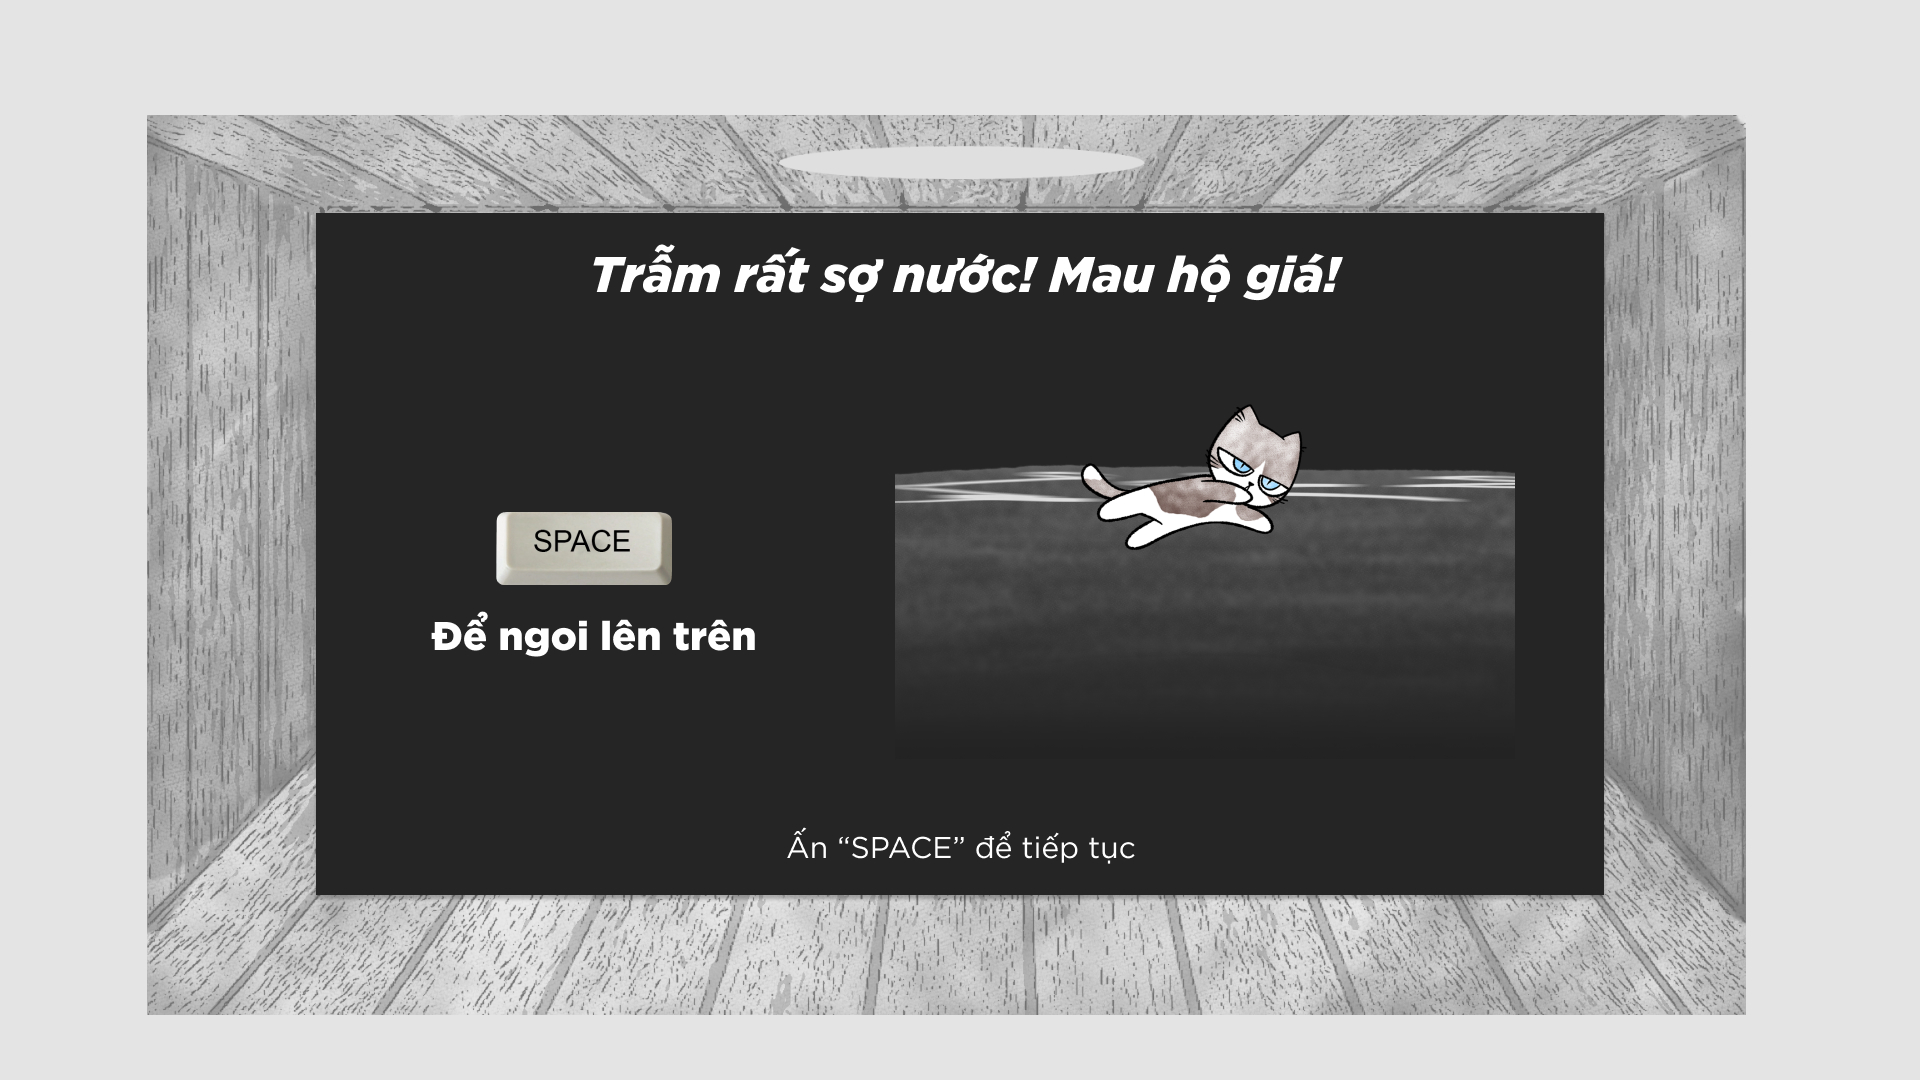 Trẫm rất sợ nước! Mau hộ giá!
SPACE
Để ngoi lên trên
Ấn “SPACE” để tiếp tục